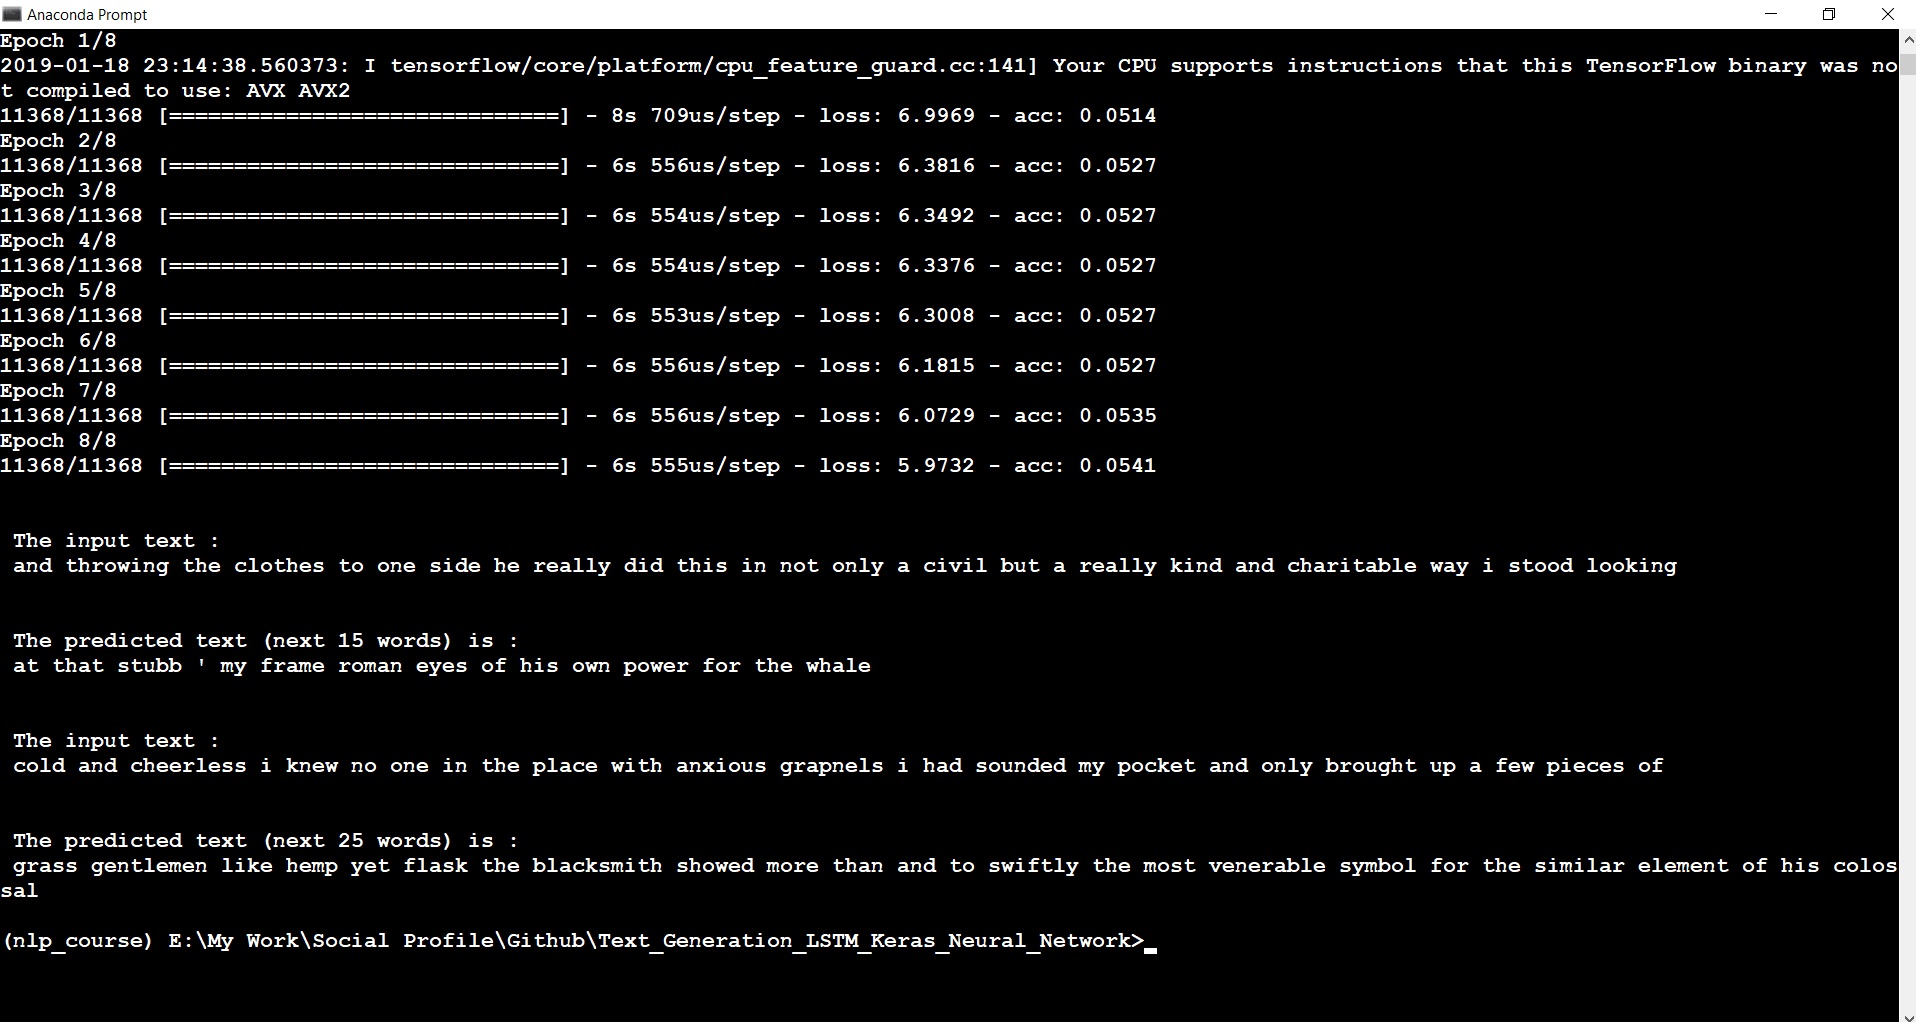 Anaconda Prompt
Epoch 1/8
2019-01-18 23:14:38.560373: I tensorflow/core/platform/cpu_feature_guard.cc:141] Your CPU supports instructions that this TensorFlow binary was no
t compiled to use: AVX AVX2
11368/11368 [==============================] - 8s 709us/step - loss: 6.9969 - acc: 0.0514
Epoch 2/8
11368/11368 [==============================] - 6s 556us/step - loss: 6.3816 - acc: 0.0527
Epoch 3/8
11368/11368 [==============================] - 6s 554us/step - loss: 6.3492 - acc: 0.0527
Epoch 4/8
11368/11368 [==============================] - 6s 554us/step - loss: 6.3376 - acc: 0.0527
Epoch 5/8
11368/11368 [==============================] - 6s 553us/step - loss: 6.3008 - acc: 0.0527
Epoch 6/8
11368/11368 [==============================] - 6s 556us/step - loss: 6.1815 - acc: 0.0527
Epoch 7/8
11368/11368 [==============================] - 6s 556us/step - loss: 6.0729 - acc: 0.0535
Epoch 8/8
11368/11368 [==============================] - 6s 555us/step - loss: 5.9732 - acc: 0.0541
The input text :
and throwing the clothes to one side he really did this in not only a civil but a really kind and charitable way i stood looking
The predicted text (next 15 words) is :
at that stubb ' my frame roman eyes of his own power for the whale
The input text :
cold and cheerless i knew no one in the place with anxious grapnels i had sounded my pocket and only brought up a few pieces of
The predicted text (next 25 words) is :
grass gentlemen like hemp yet flask the blacksmith showed more than and to swiftly the most venerable symbol for the similar element of his colos
sal
(nlp_course) E:\My Work\Social Profile\Github\Text_Generation_LSTM_Keras_Neural_Network>